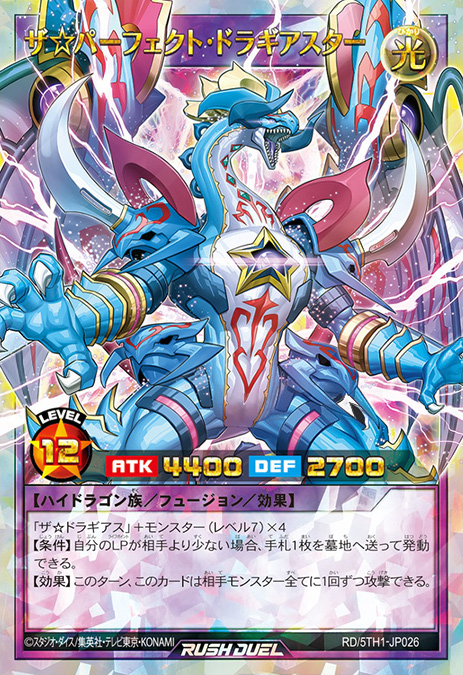 ザ☆パーフェクト・ドラギアスター
ひかり
光
LEVEL
12
ATK 4400 DEF 2700
【ハイドラゴン族／フュージョン／効果】
「ザ☆ドラギアス」＋モンスター(レベル7)×4
【条件】自分のLPが相手より少ない場合、手札1枚を墓地へ送って発動
できる。
【効果】このターン、このカードは相手モンスター全てに1回ずつ攻撃できる。
©スタジオ・ダイス/集英社・テレビ東京・KONAMI
RUSH DUEL
RD/5TH1-JP026